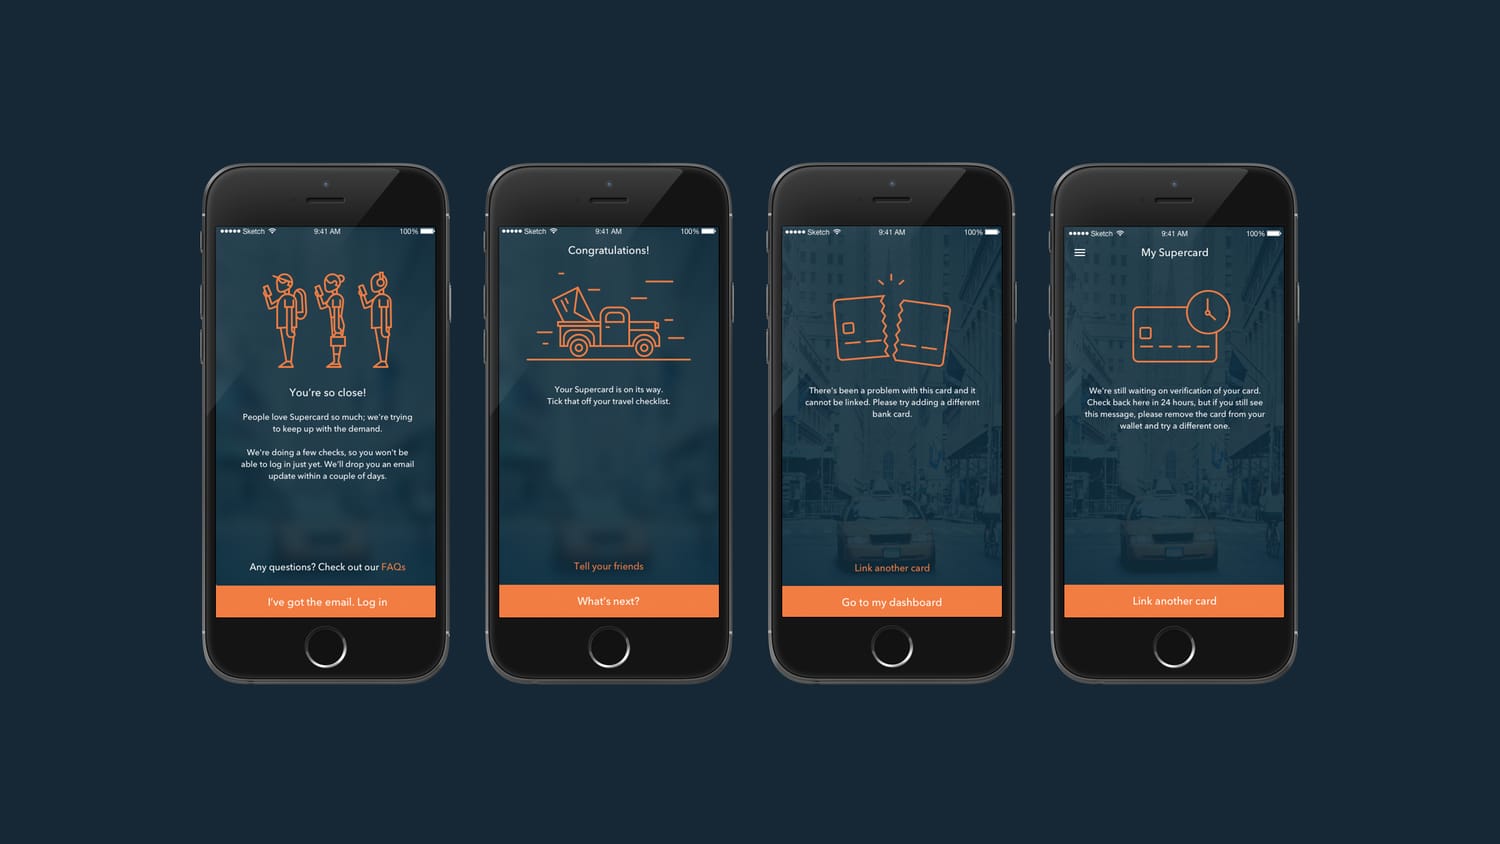 Sketch 9:41 AM 100%
You're so close!
People love Supercard so much; we're trying
to keep up with the demand.
We're doing a few checks, so you won't be
able to log in just yet. We'll drop you an email
update within a couple of days.
Any questions? Check out our FAQs
I've got the email. Log in
Sketch 9:41 AM 100%
Congratulations!
Your Supercard is on its way.
Tick that off your travel checklist.
Tell your friends
What's next?
Sketch 9:41 AM 100%
There's been a problem with this card and it
cannot be linked. Please try adding a different
bank card.
Link another card
Go to my dashboard
Sketch 9:41 AM 100%
My Supercard
We're still waiting on verification of your card.
Check back here in 24 hours, but if you still see
this message, please remove the card from your
wallet and try a different one.
Link another card